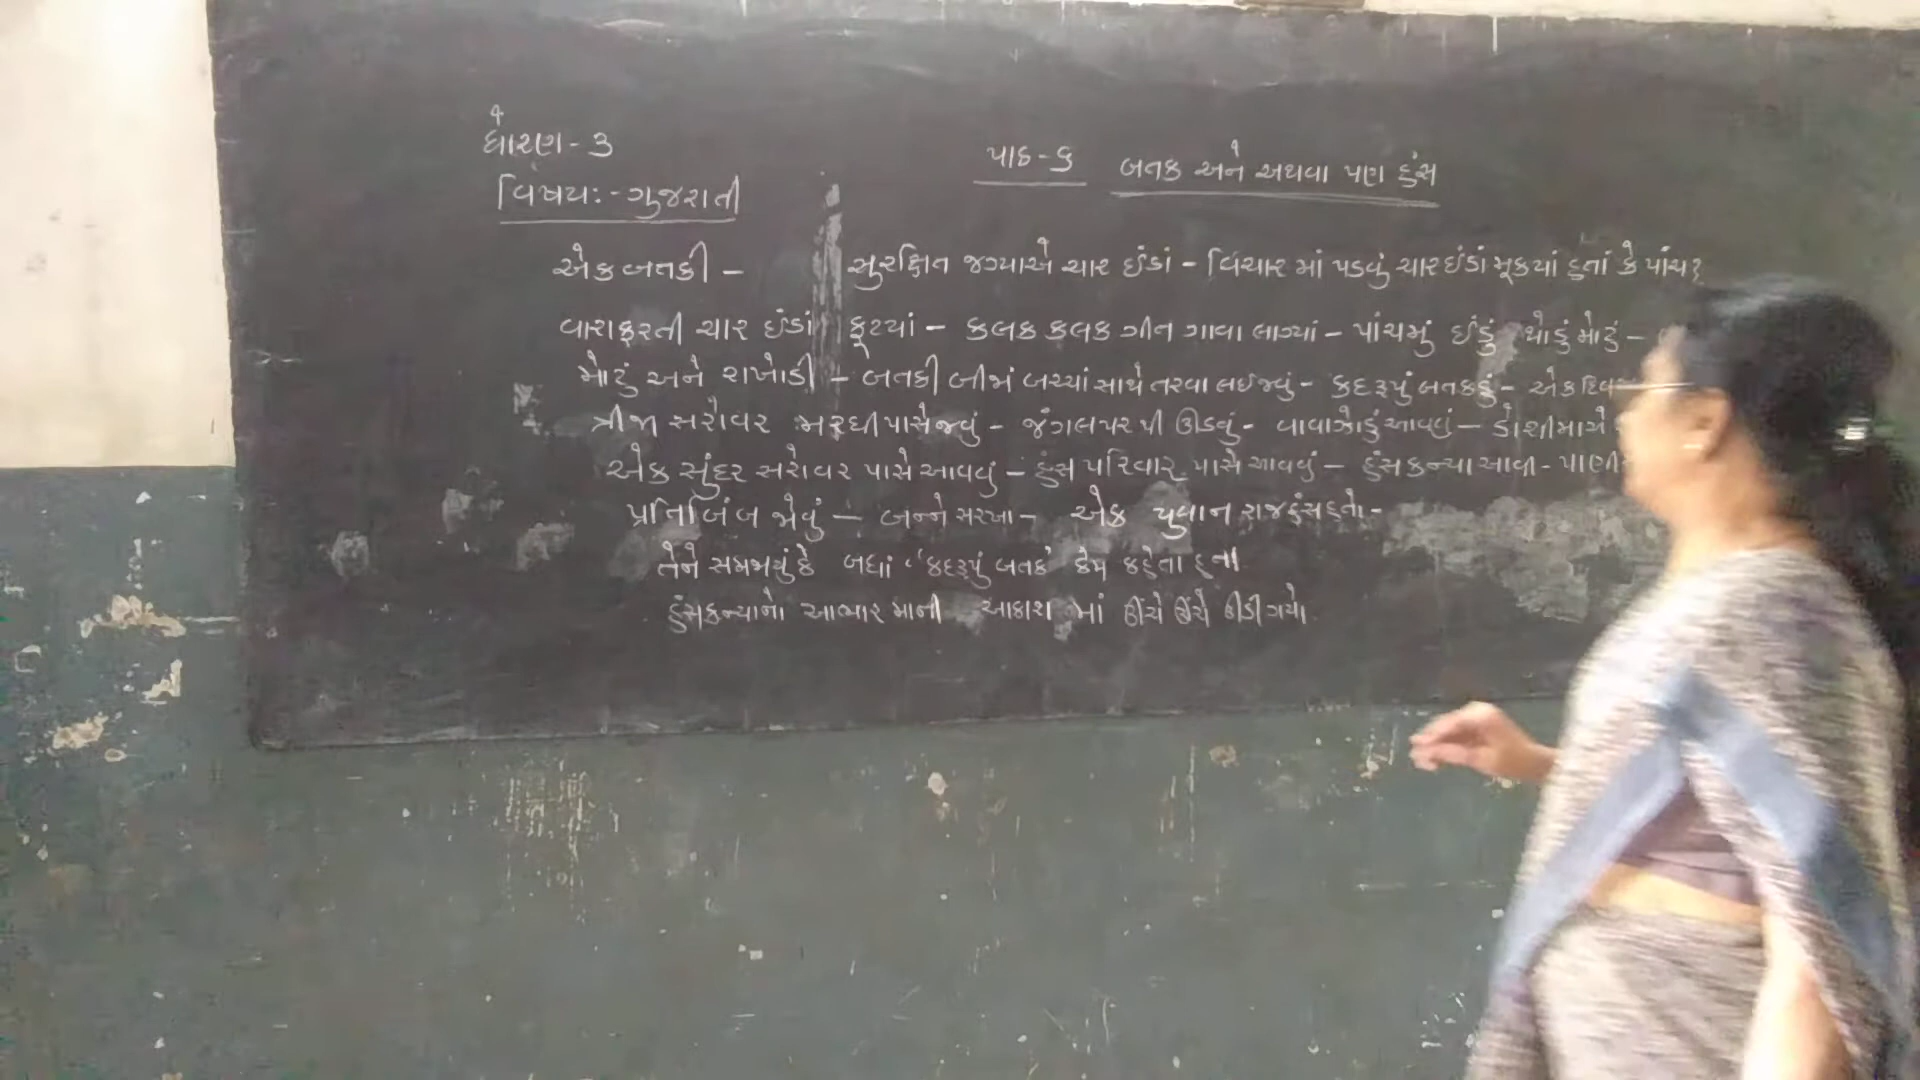 ધોરણ - ૩
વિષય:- ગુજરાતી
પાઠ - ૬ બતક અને અથવા પણ હંસ
એક બતકી - સુરક્ષિત જગ્યાએ ચાર ઈંડાં - વિચાર માં પડવું ચાર ઈંડાં મૂકયાં હતાં કે પાંચ?
વારાફરતી ચાર ઈંડાં ફૂટયાં - કલક કલક ગીત ગાવા લાગ્યાં - પાંચમું ઈંડું થોડું મોટું -
મોટું અને રાખોડી - બતકી બીજાં બચ્ચાં સાથે તરવા લઈ જવું - કદરૂપું બતકડું - એક
ત્રીજા સરોવર મરઘી પાસે જવું - જંગલ પર થી ઊડવું - વાવાઝોડું આવવું - ડોશીમાએ
એક સુંદર સરોવર પાસે આવવું - હંસ પરિવાર પાસે આવવું - હંસકન્યા આવી - પાણી
પ્રતિબિંબ જોવું - બન્ને સરખા - એક યુવાન રાજહંસ હતો -
તેને સમજાયું કે બધાં "કદરૂપું બતક" કેમ કહેતા હતા
હંસકન્યાનો આભાર માની આકાશ માં ઊંચે ઊંચે ઊડી ગયો.